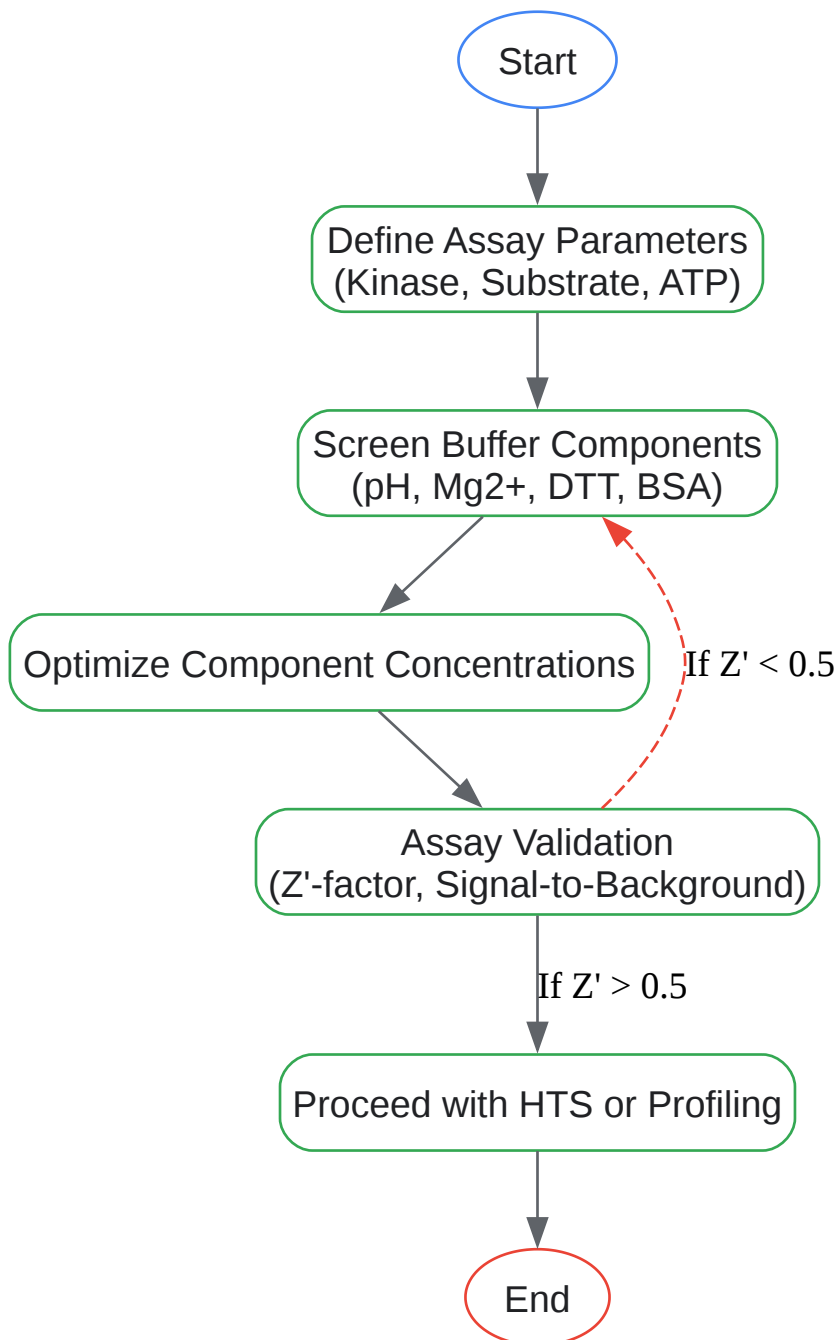 Start
Define Assay Parameters
(Kinase, Substrate, ATP)
Screen Buffer Components
(pH, Mg2+, DTT, BSA)
Optimize Component Concentrations
If Z' < 0.5
Assay Validation
(Z'-factor, Signal-to-Background)
If Z' > 0.5
Proceed with HTS or Profiling
End